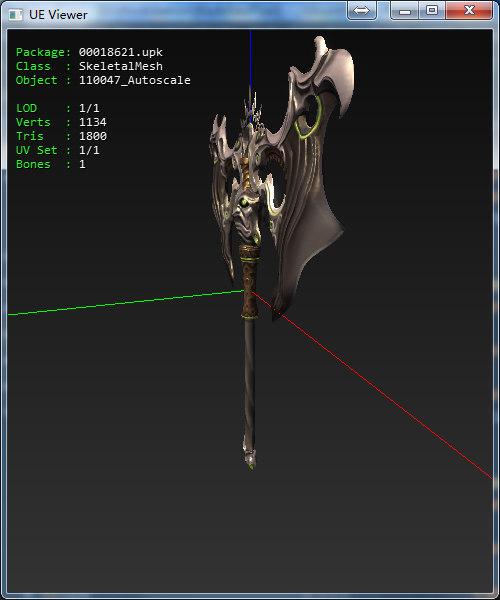 UE Viewer
Package: 00018621.upk
Class : SkeletalMesh
Object : 110047_Autoscale
LOD : 1/1
Verts : 1134
Tris : 1800
UV Set : 1/1
Bones : 1